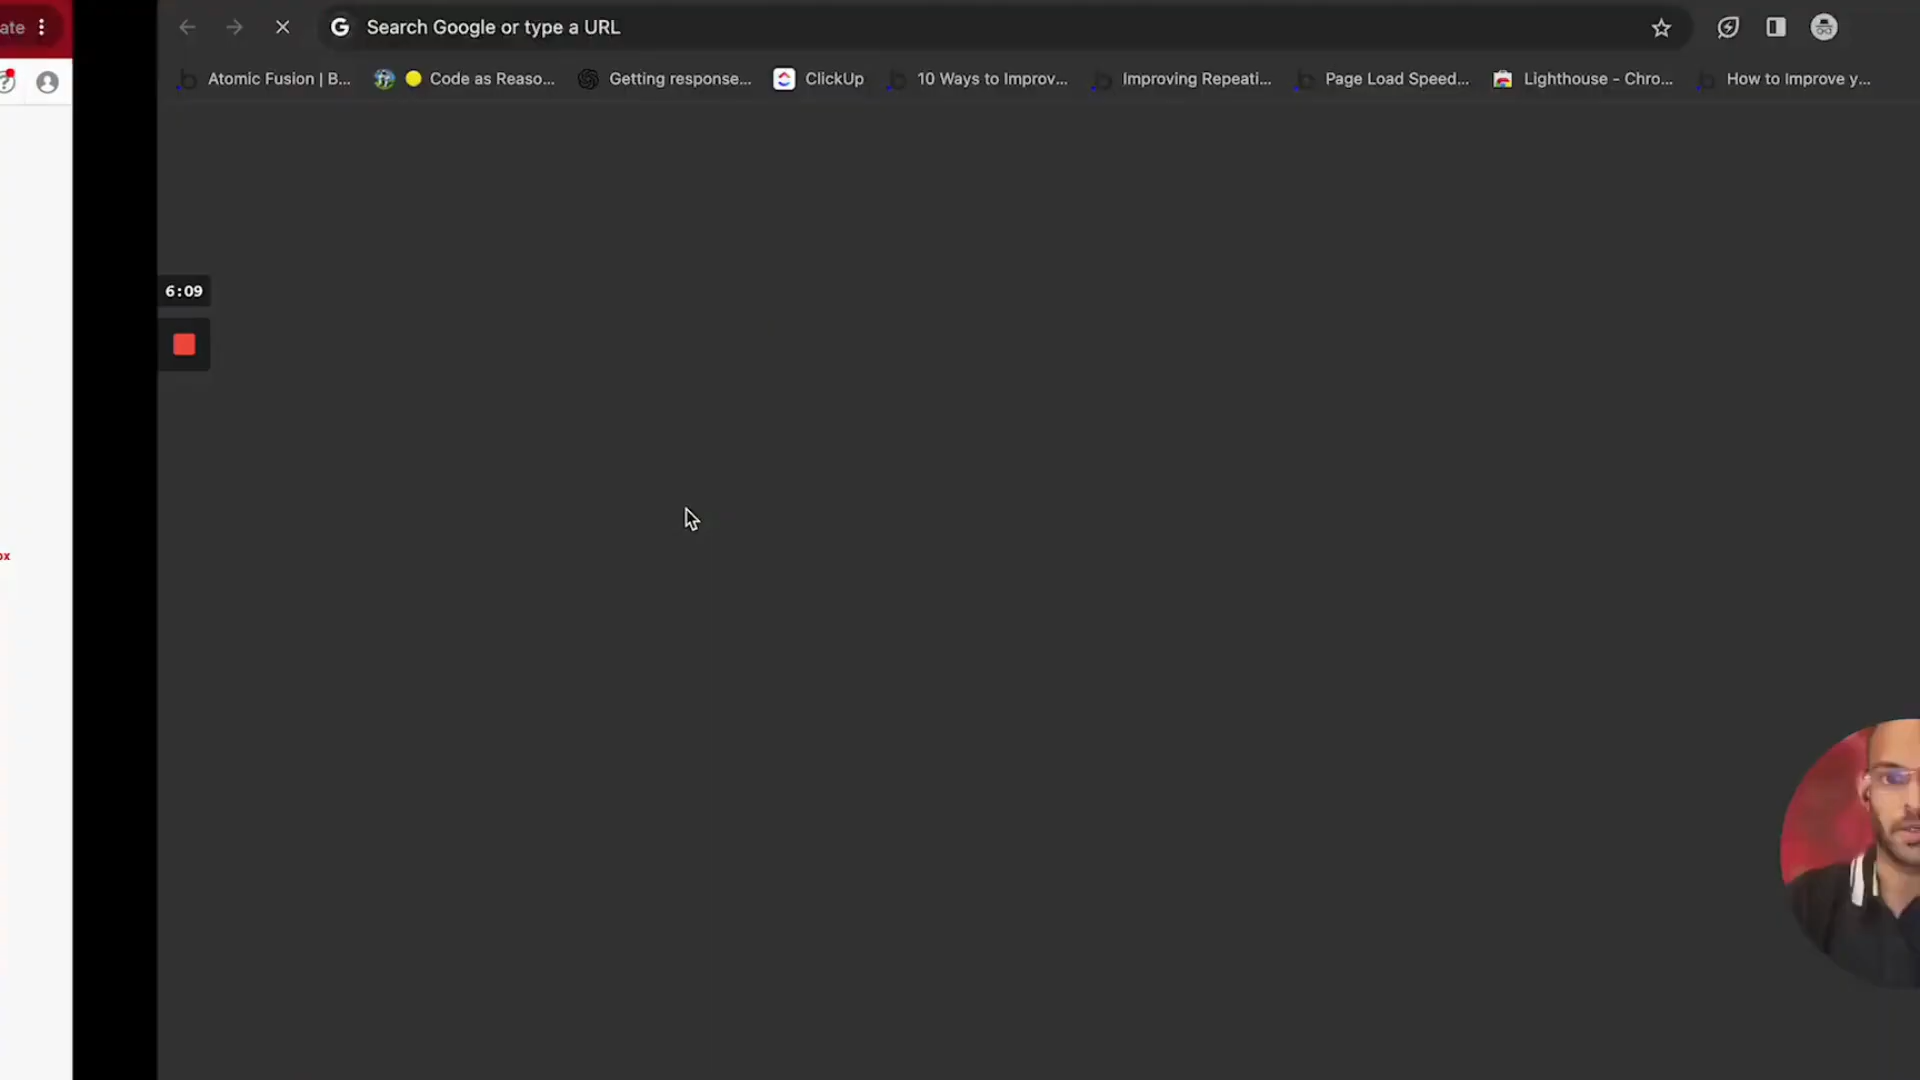 ate
Search Google or type a URL
Atomic Fusion | B...
Code as Reaso...
Getting response...
ClickUp
10 Ways to Improv...
Improving Repeati...
Page Load Speed...
Lighthouse - Chro...
How to Improve y...
6:09
ox